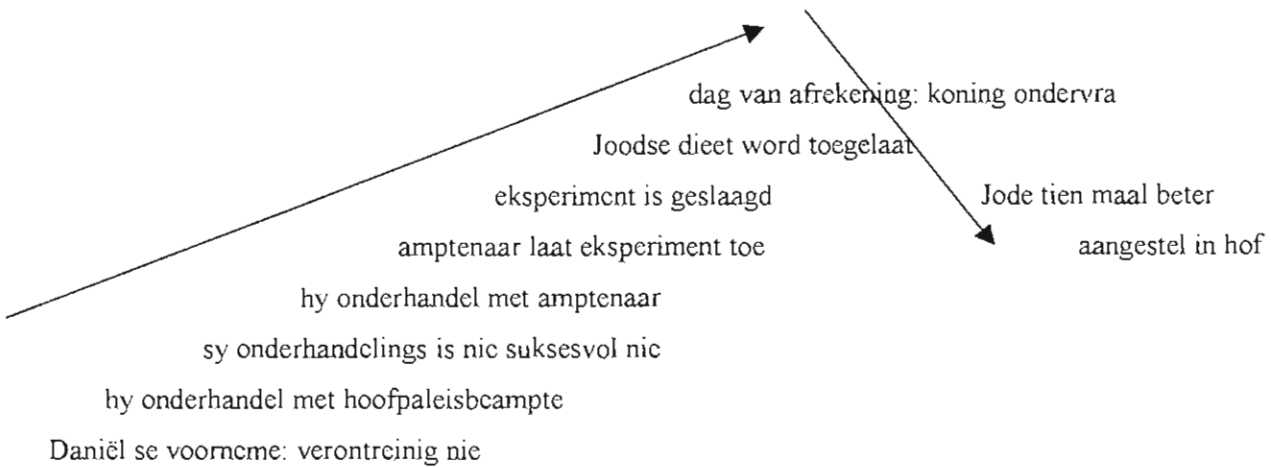 dag van afrekening: koning ondervra
Joodse dieet word toegelaat
eksperiment is geslaagd
Jode tien maal beter
amptenaar laat eksperiment toe
aangestel in hof
hy onderhandel met amptenaar
sy onderhandelings is nie suksesvol nie
hy onderhandel met hoofpaleisbeampte
Daniël se voorneme: verontreinig nie